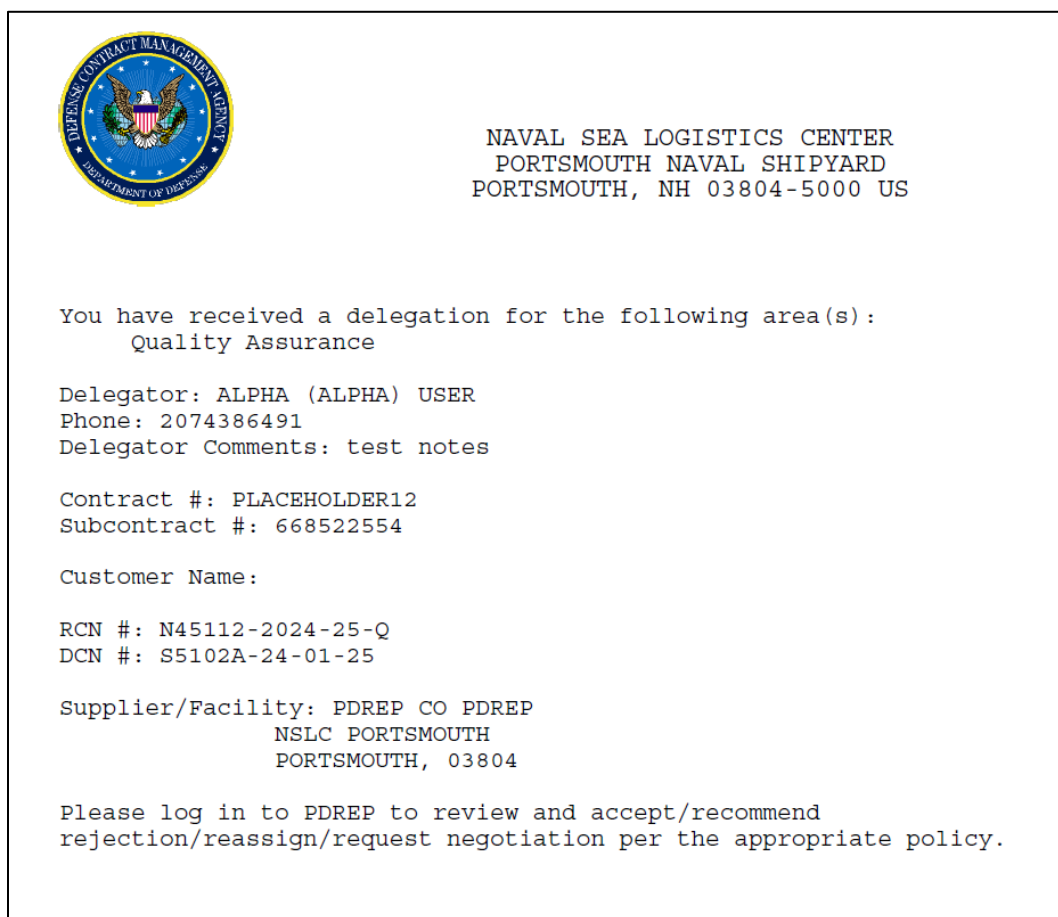 DEFENSE CONTRACT MANAGEMENT AGENCY
DEPARTMENT OF DEFENSE
NAVAL SEA LOGISTICS CENTER
PORTSMOUTH NAVAL SHIPYARD
PORTSMOUTH, NH 03804-5000 US
You have received a delegation for the following area(s):
Quality Assurance
Delegator: ALPHA (ALPHA) USER
Phone: 2074386491
Delegator Comments: test notes
Contract #: PLACEHOLDER12
Subcontract #: 668522554
Customer Name:
RCN #: N45112-2024-25-Q
DCN #: S5102A-24-01-25
Supplier/Facility: PDREP CO PDREP
NSLC PORTSMOUTH
PORTSMOUTH, 03804
Please log in to PDREP to review and accept/recommend
rejection/reassign/request negotiation per the appropriate policy.